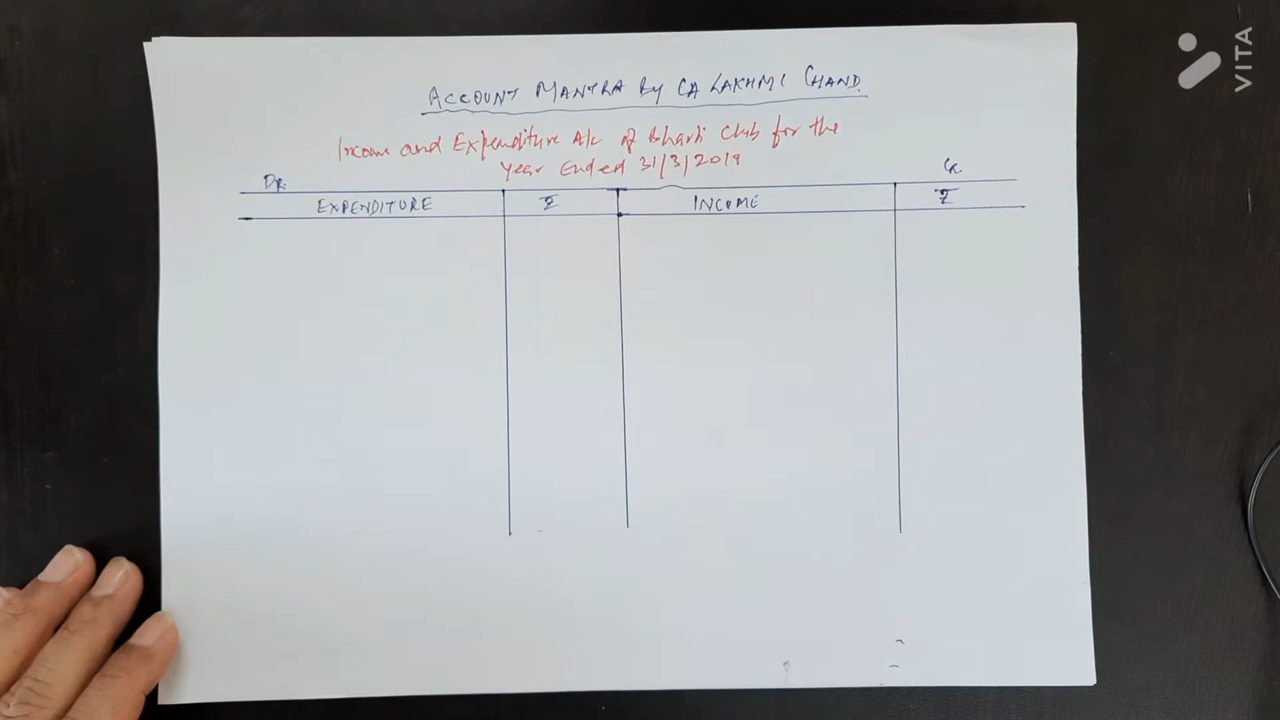 VITA
ACCOUNT MANTRA By CA LAKHMI CHAND.
Income and Expenditure A/c of Bharti Club for the
Year Ended 31/3/2019
Dr. Cr.
EXPENDITURE ₹ INCOME ₹